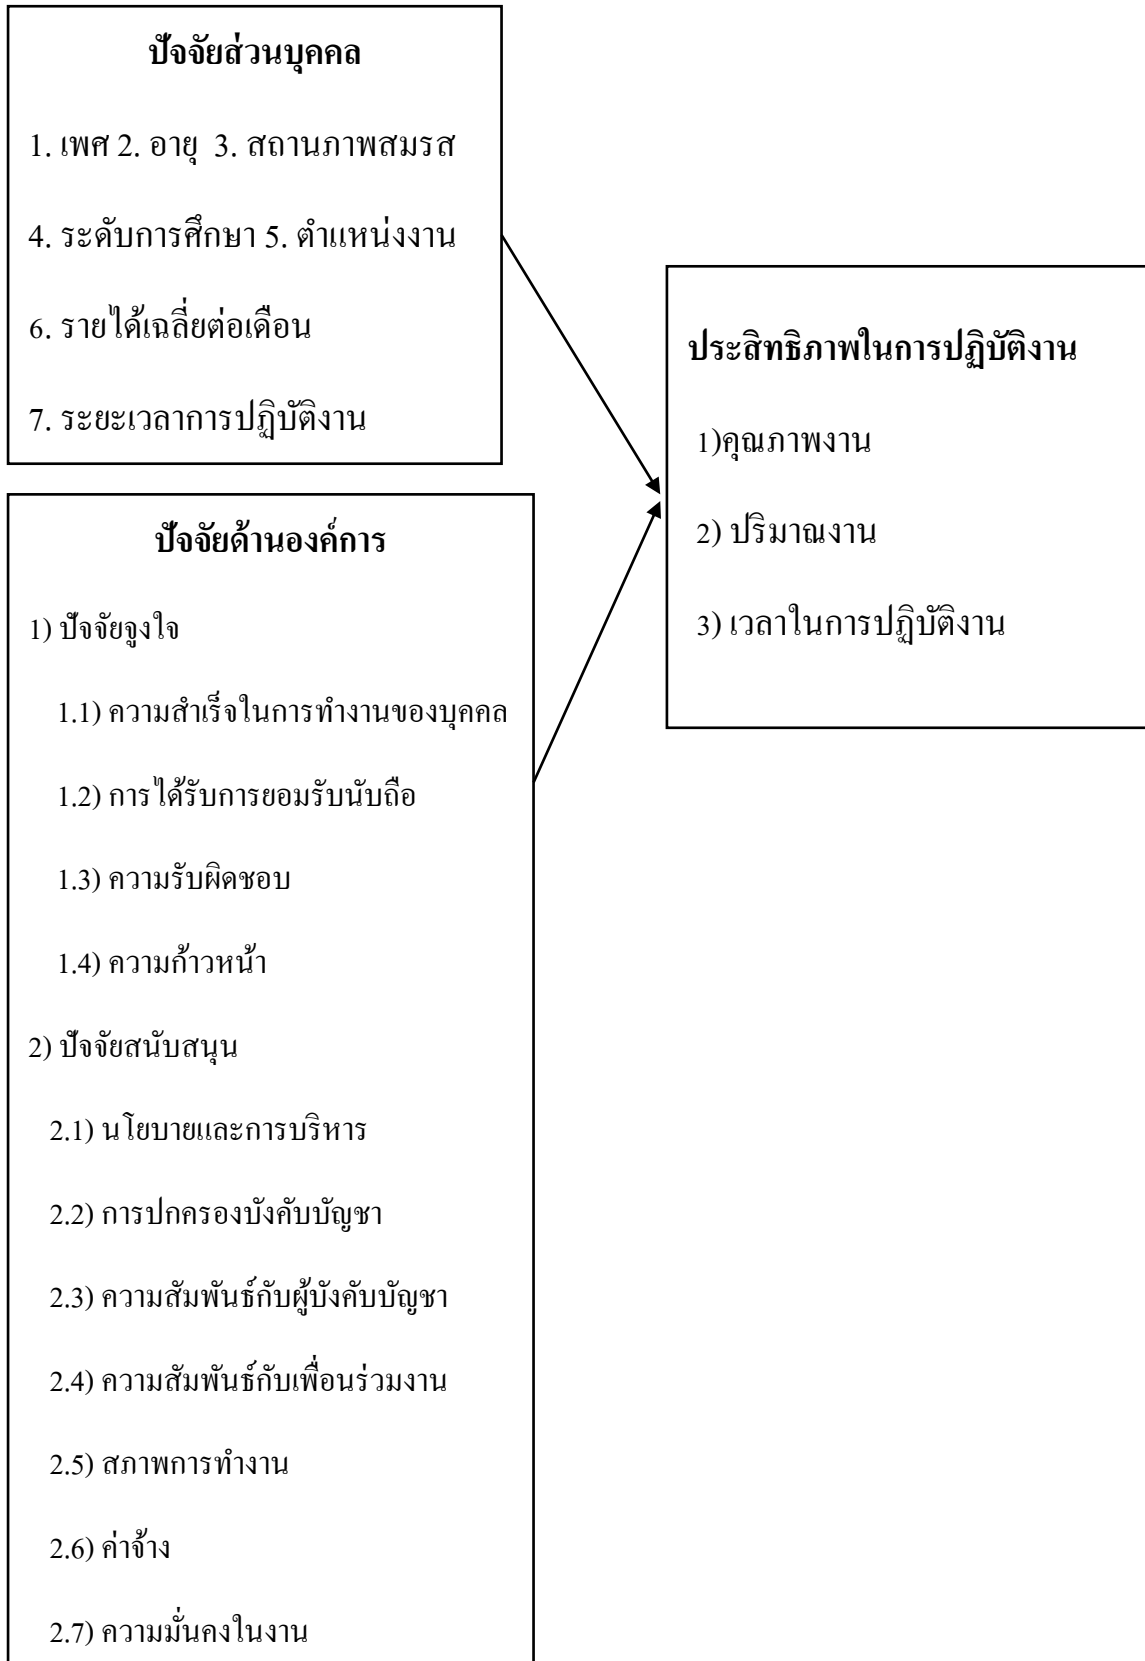 ปัจจัยส่วนบุคคล
1. เพศ 2. อายุ 3. สถานภาพสมรส
4. ระดับการศึกษา 5. ตำแหน่งงาน
6. รายได้เฉลี่ยต่อเดือน
7. ระยะเวลาการปฏิบัติงาน
ปัจจัยด้านองค์การ
1) ปัจจัยจูงใจ
1.1) ความสำเร็จในการทำงานของบุคคล
1.2) การได้รับการยอมรับนับถือ
1.3) ความรับผิดชอบ
1.4) ความก้าวหน้า
2) ปัจจัยสนับสนุน
2.1) นโยบายและการบริหาร
2.2) การปกครองบังคับบัญชา
2.3) ความสัมพันธ์กับผู้บังคับบัญชา
2.4) ความสัมพันธ์กับเพื่อนร่วมงาน
2.5) สภาพการทำงาน
2.6) ค่าจ้าง
2.7) ความมั่นคงในงาน
ประสิทธิภาพในการปฏิบัติงาน
1)คุณภาพงาน
2) ปริมาณงาน
3) เวลาในการปฏิบัติงาน